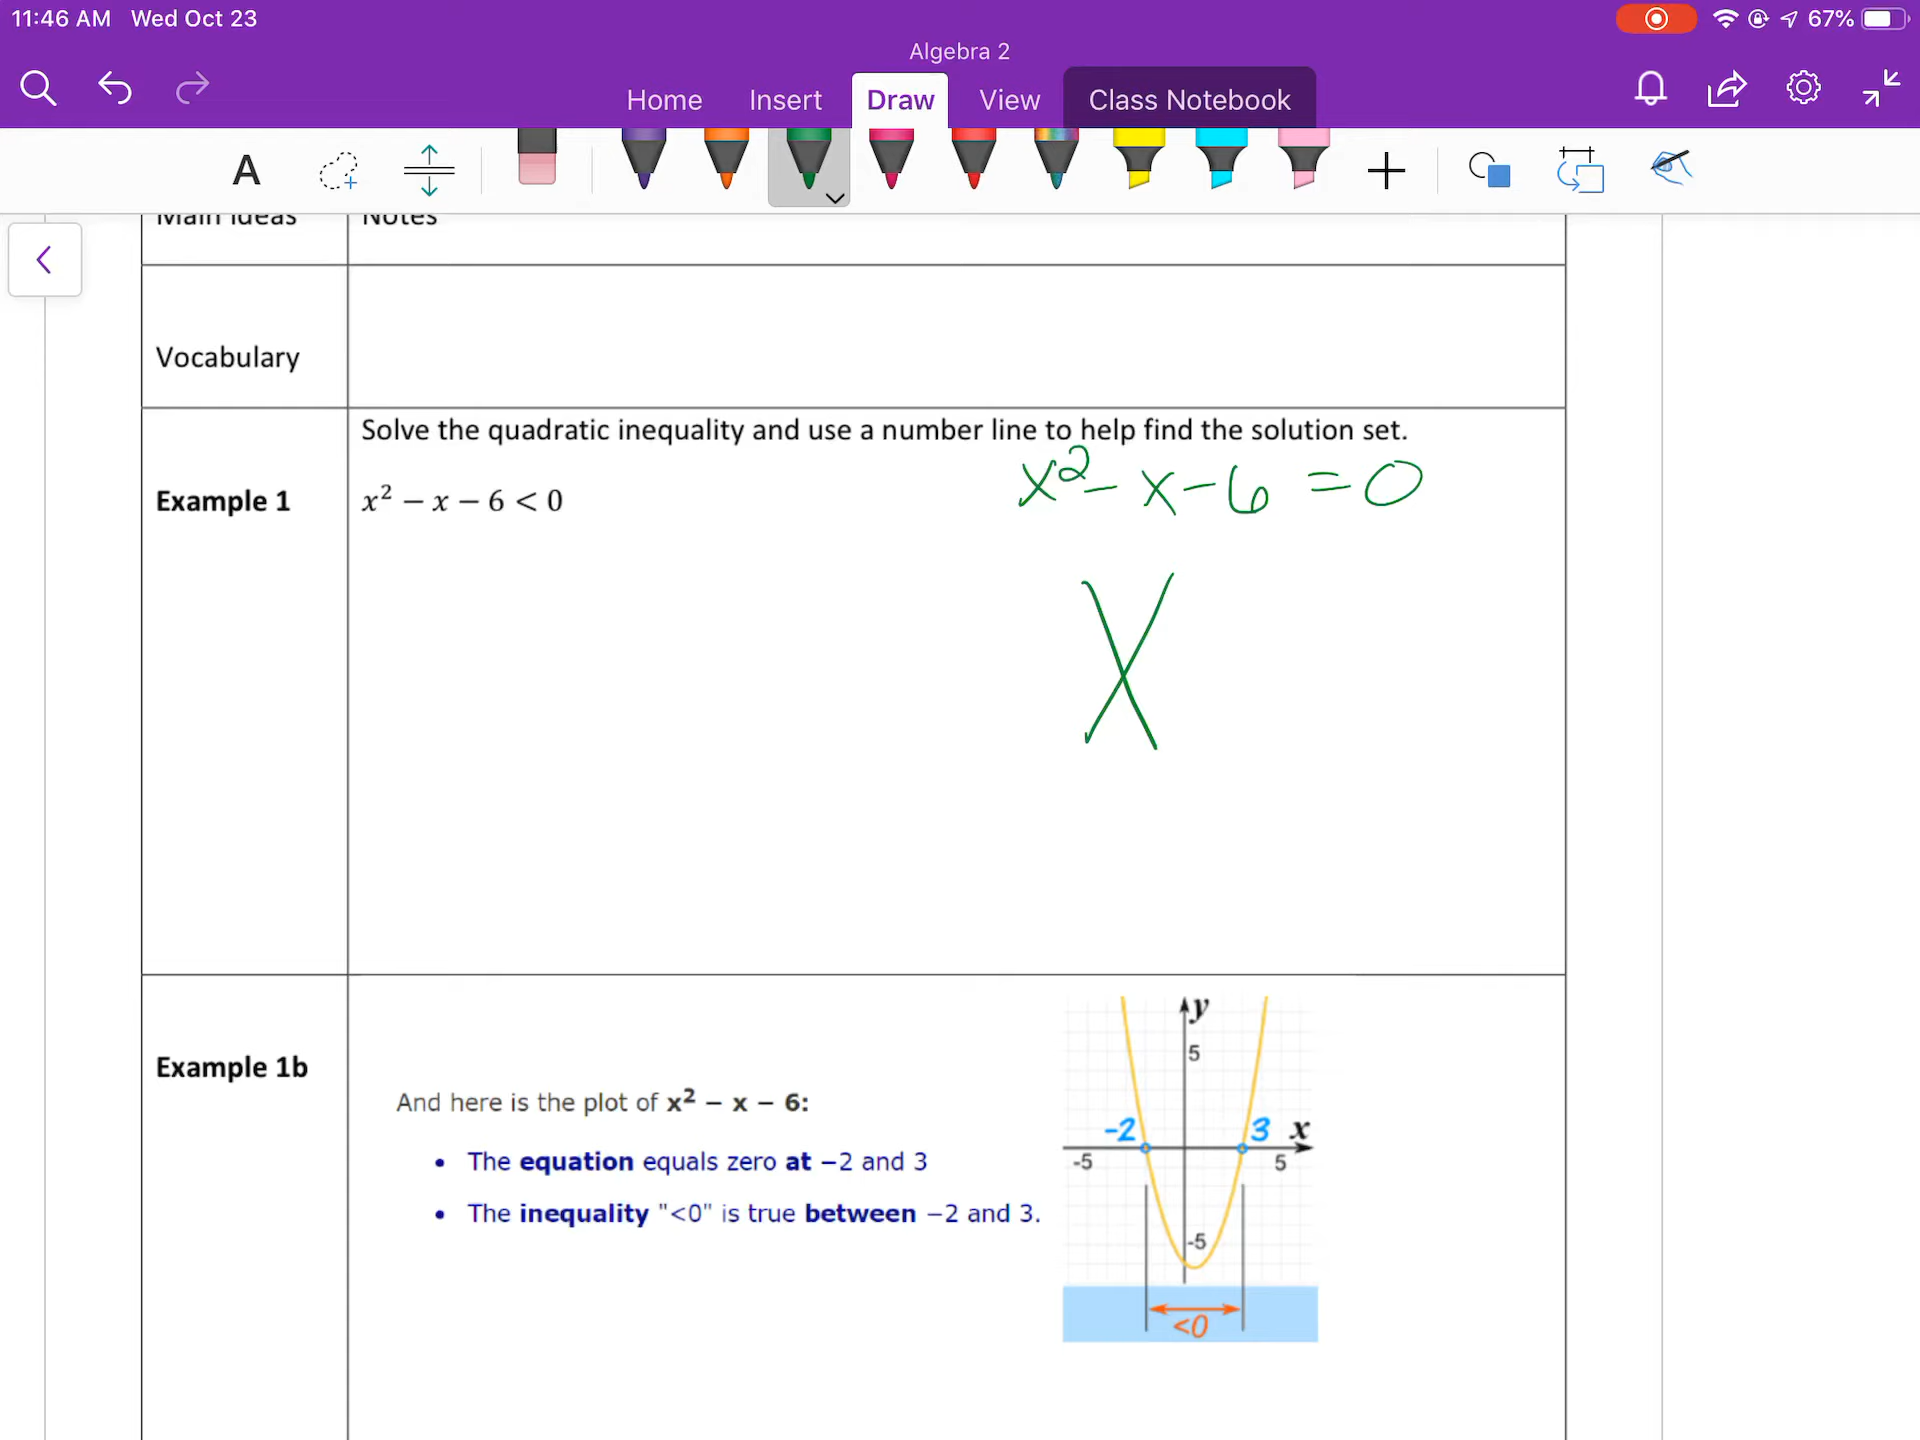 11:46 AM Wed Oct 23
67%
Algebra 2
Home Insert Draw View Class Notebook
A
Main Ideas Notes
Vocabulary
Solve the quadratic inequality and use a number line to help find the solution set.
Example 1 x² − x − 6 < 0
x² − x − 6 = 0
X
Example 1b
And here is the plot of x² − x − 6:
• The equation equals zero at −2 and 3
• The inequality "<0" is true between −2 and 3.
y
5
-2 3 x
-5 5
-5
<0